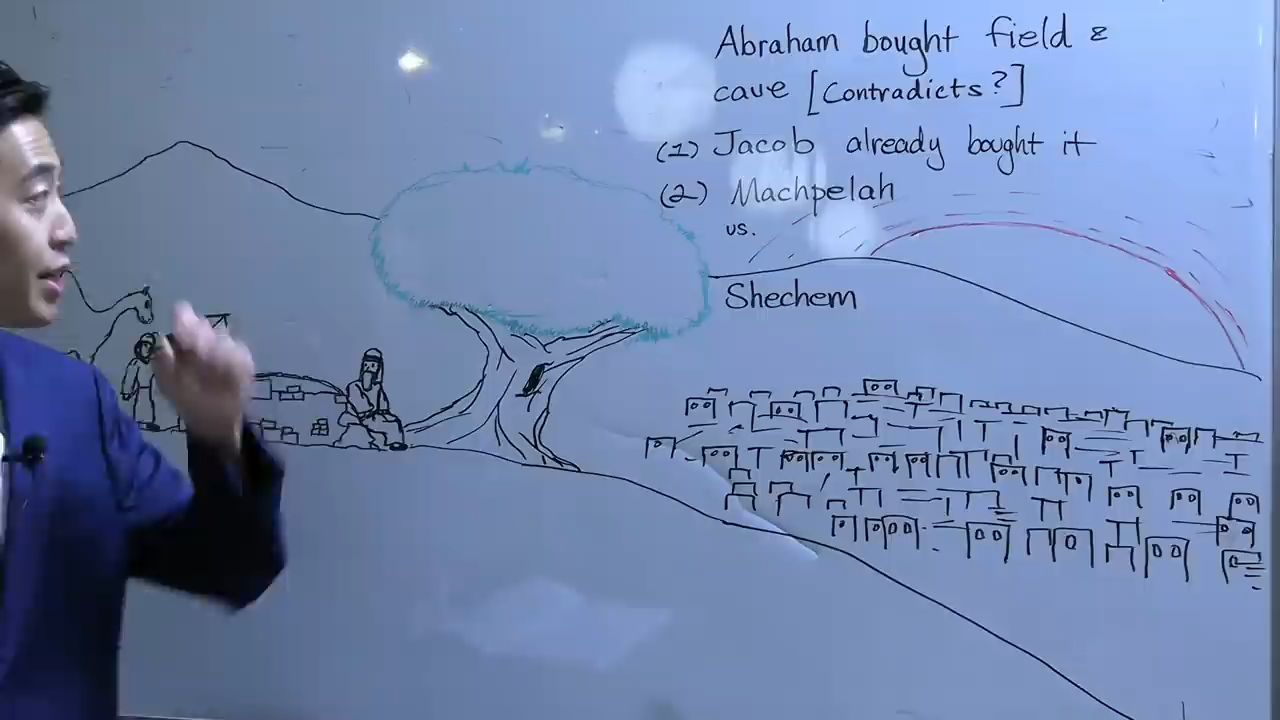 Abraham bought field &
cave [Contradicts?]
(1) Jacob already bought it
(2) Machpelah
vs.
Shechem